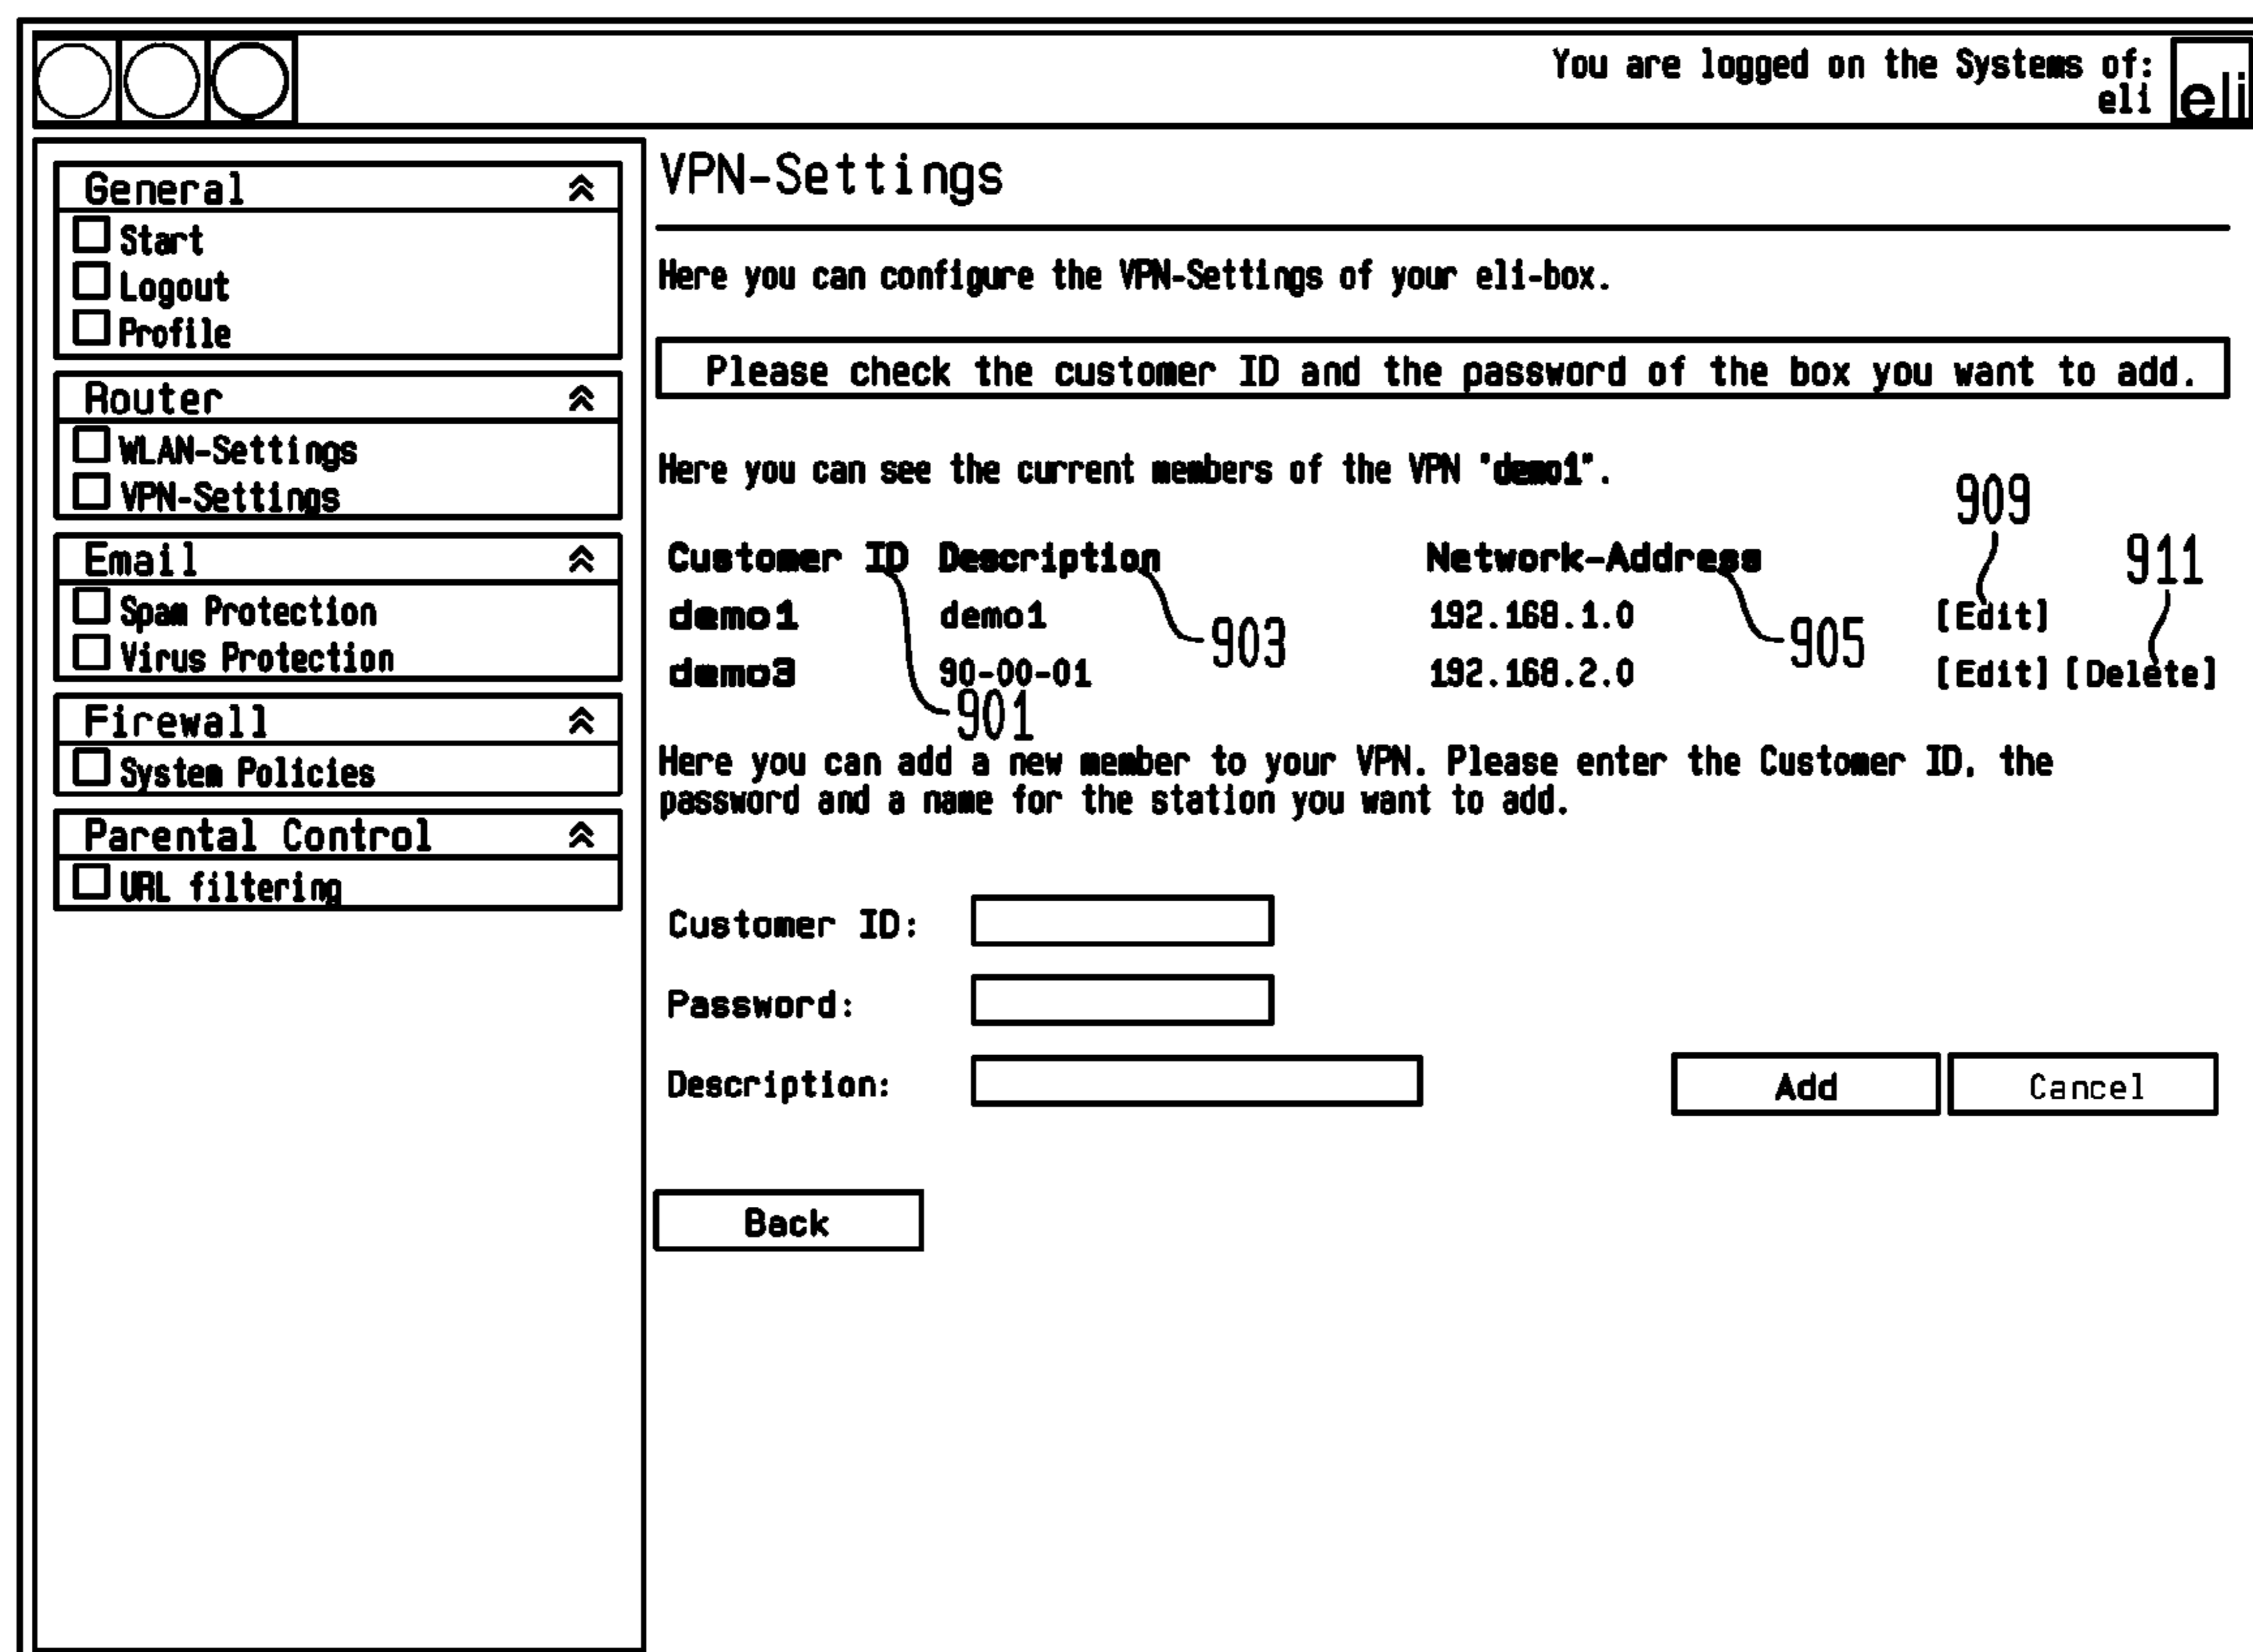 You are logged on the Systems of:
eli
eli
General
Start
Logout
Profile
Router
WLAN-Settings
VPN-Settings
Email
Spam Protection
Virus Protection
Firewall
System Policies
Parental Control
URL filtering
VPN-Settings
Here you can configure the VPN-Settings of your eli-box.
Please check the customer ID and the password of the box you want to add.
Here you can see the current members of the VPN "demo1".
909
Customer ID Description Network-Address 911
demo1 demo1 903 192.168.1.0 905 [Edit]
demo3 90-00-01 192.168.2.0 [Edit] [Delete]
901
Here you can add a new member to your VPN. Please enter the Customer ID, the
password and a name for the station you want to add.
Customer ID:
Password:
Description: Add Cancel
Back